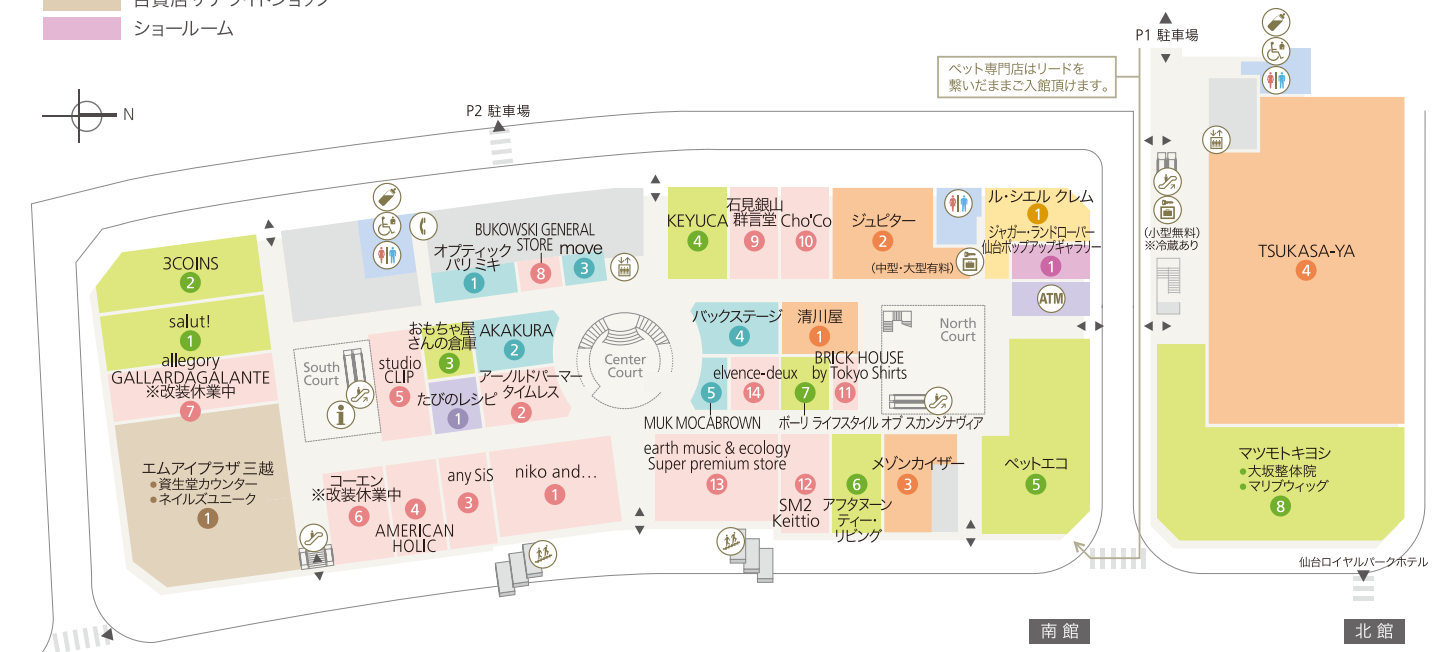 百貨店サテライトショップ
ショールーム
P1 駐車場
ペット専門店はリードを
繋いだままご入館頂けます。
N
P2 駐車場
3COINS
2
salut!
1
allegory
GALLARDAGALANTE
※改装休業中
7
エムアイプラザ 三越
●資生堂カウンター
●ネイルズユニーク
1
South
Court
i
studio
CLIP
5
おもちゃ屋
さんの倉庫
3
AKAKURA
2
たびのレシピ
1
アーノルドパーマー
タイムレス
2
オプティック
パリミキ
1
BUKOWSKI GENERAL
STORE
8
move
3
コーエン
※改装休業中
6
4
AMERICAN
HOLIC
any SiS
3
niko and...
1
Center
Court
KEYUCA
4
石見銀山
群言堂
9
Cho'Co
10
ジュピター
2
(中型・大型有料)
ル・シエル クレム
1
ジャガー・ランドローバー
仙台ポップアップギャラリー
1
ATM
バックステージ
4
清川屋
1
North
Court
5
MUK MOCABROWN
elvence-deux
14
7
ボーリ ライフスタイル オブ スカンジナヴィア
BRICK HOUSE
by Tokyo Shirts
11
earth music & ecology
Super premium store
13
12
SM2
Keittio
6
アフタヌーン
ティー・
リビング
メゾンカイザー
3
ペットエコ
5
(小型無料)
※冷蔵あり
TSUKASA-YA
4
マツモトキヨシ
●大坂整体院
●マリブウィッグ
8
仙台ロイヤルパークホテル
南館
北館